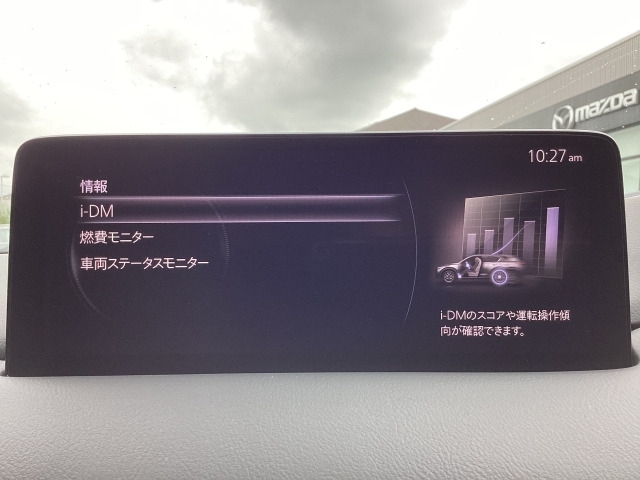 mazda
10:27 am
情報
i-DM
燃費モニター
車両ステータスモニター
i-DMのスコアや運転操作傾
向が確認できます。